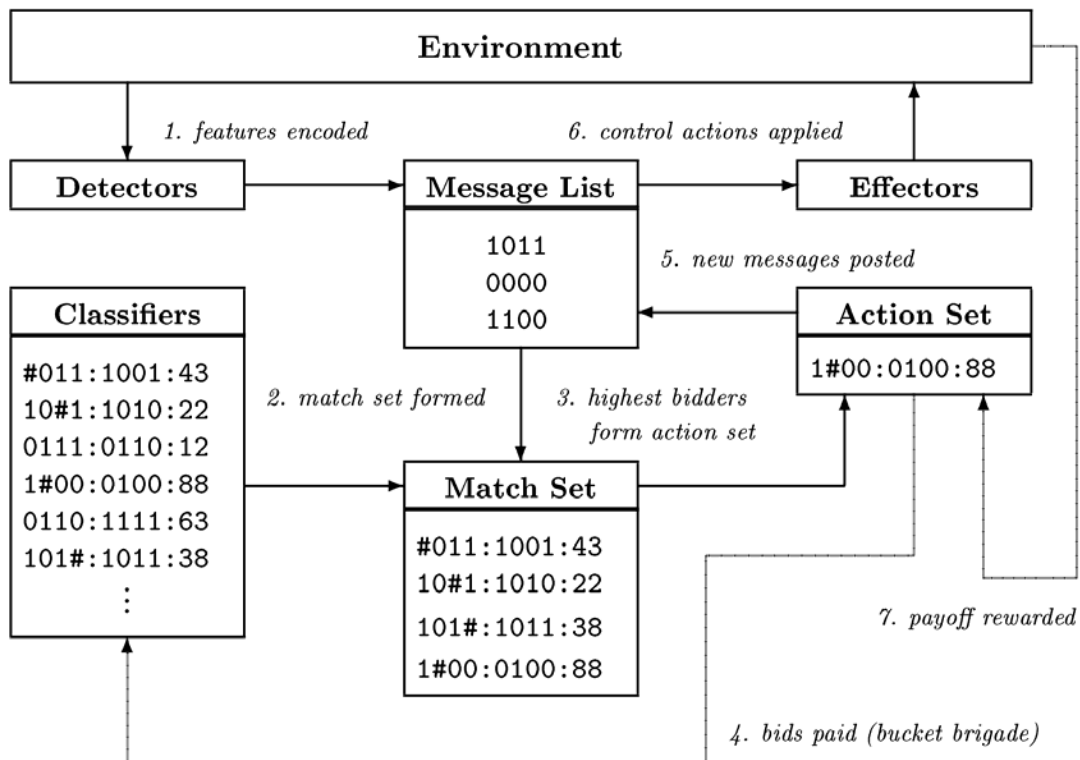 Environment
1. features encoded
6. control actions applied
Detectors
Message List
Effectors
1011
0000
1100
5. new messages posted
Classifiers
#011:1001:43
10#1:1010:22
0111:0110:12
1#00:0100:88
0110:1111:63
101#:1011:38
⋮
2. match set formed
3. highest bidders
form action set
Action Set
1#00:0100:88
Match Set
#011:1001:43
10#1:1010:22
101#:1011:38
1#00:0100:88
7. payoff rewarded
4. bids paid (bucket brigade)